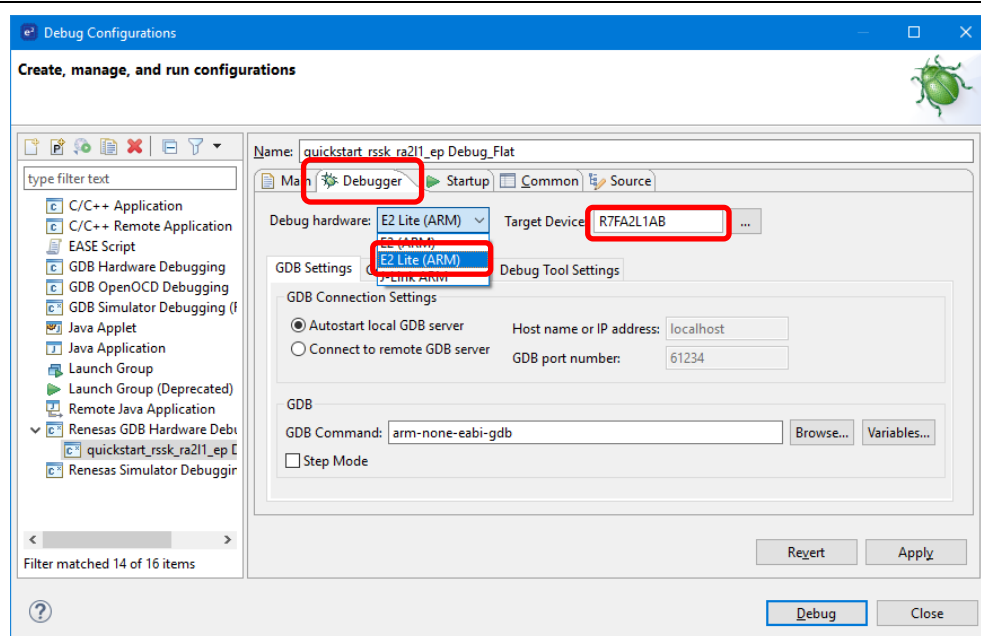 e² Debug Configurations
Create, manage, and run configurations
type filter text
C/C++ Application
C/C++ Remote Application
EASE Script
GDB Hardware Debugging
GDB OpenOCD Debugging
GDB Simulator Debugging (
Java Applet
Java Application
Launch Group
Launch Group (Deprecated)
Remote Java Application
Renesas GDB Hardware Debu
quickstart_rssk_ra2l1_ep D
Renesas Simulator Debuggin
Filter matched 14 of 16 items
Name: quickstart_rssk_ra2l1_ep Debug_Flat
Main Debugger Startup Common Source
Debug hardware: E2 Lite (ARM) Target Device: R7FA2L1AB ...
E2 (ARM)
E2 Lite (ARM)
J-Link ARM
GDB Settings Debug Tool Settings
GDB Connection Settings
Autostart local GDB server
Host name or IP address: localhost
Connect to remote GDB server
GDB port number: 61234
GDB
GDB Command: arm-none-eabi-gdb Browse... Variables...
Step Mode
Revert Apply
? Debug Close